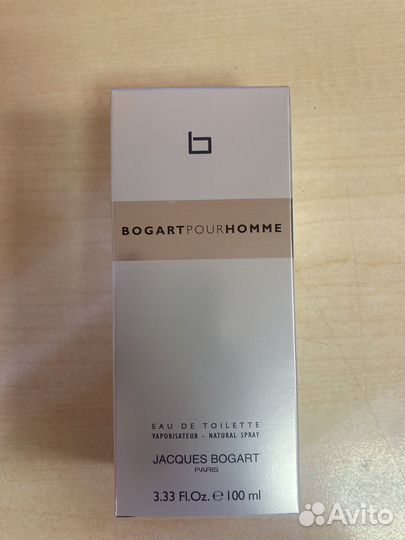 b
BOGARTPOURHOMME
EAU DE TOILETTE
VAPORISATEUR - NATURAL SPRAY
JACQUES BOGART
PARIS
3.33 Fl.Oz. ℮ 100 ml
Avito